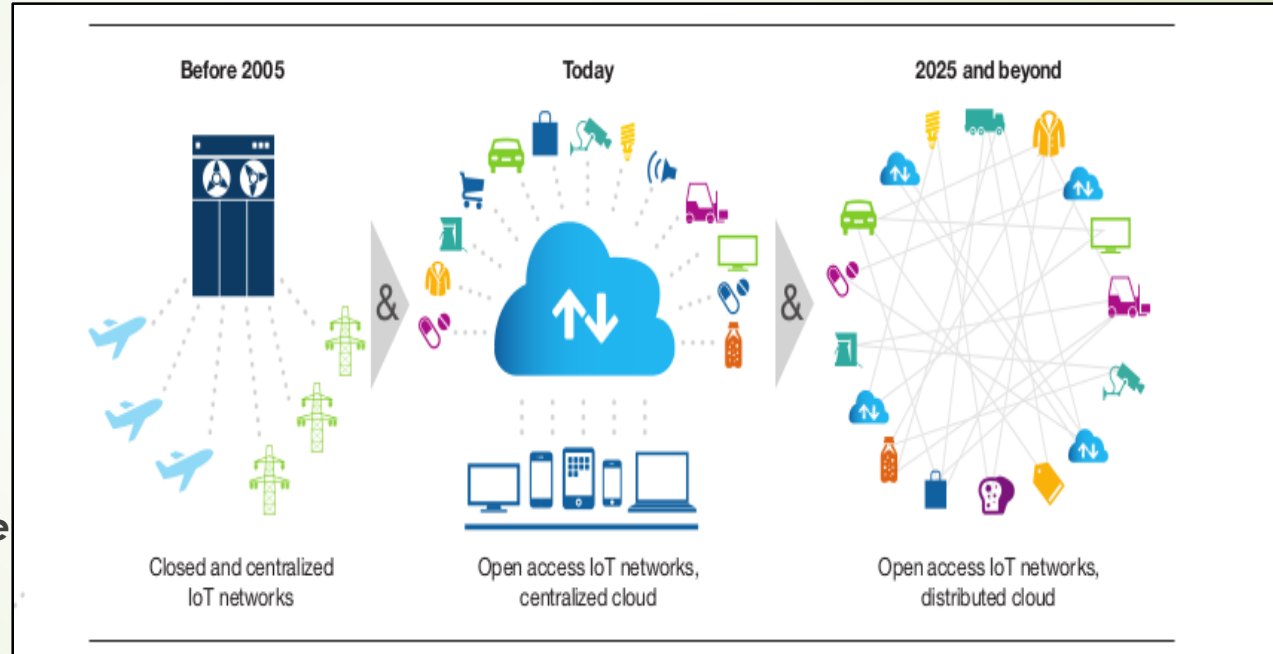 Before 2005
Today
2025 and beyond
&
&
e
Closed and centralized
IoT networks
Open access IoT networks,
centralized cloud
Open access IoT networks,
distributed cloud